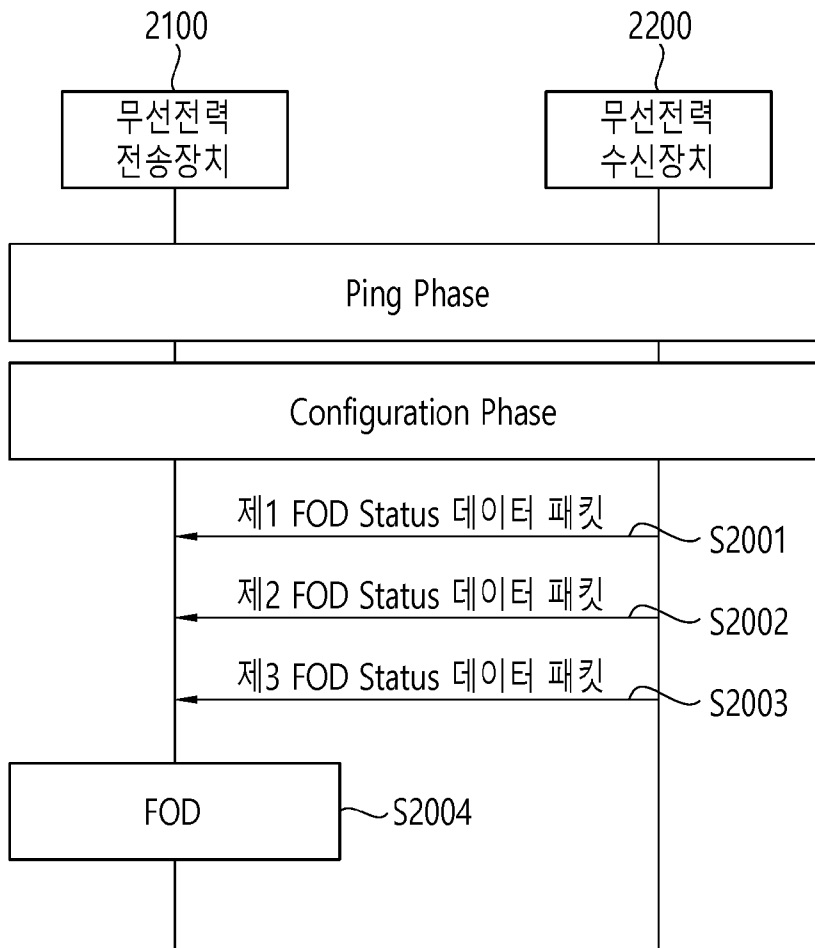 2100
2200
무선전력
전송장치
무선전력
수신장치
Ping Phase
Configuration Phase
제1 FOD Status 데이터 패킷
S2001
제2 FOD Status 데이터 패킷
S2002
제3 FOD Status 데이터 패킷
S2003
FOD
S2004